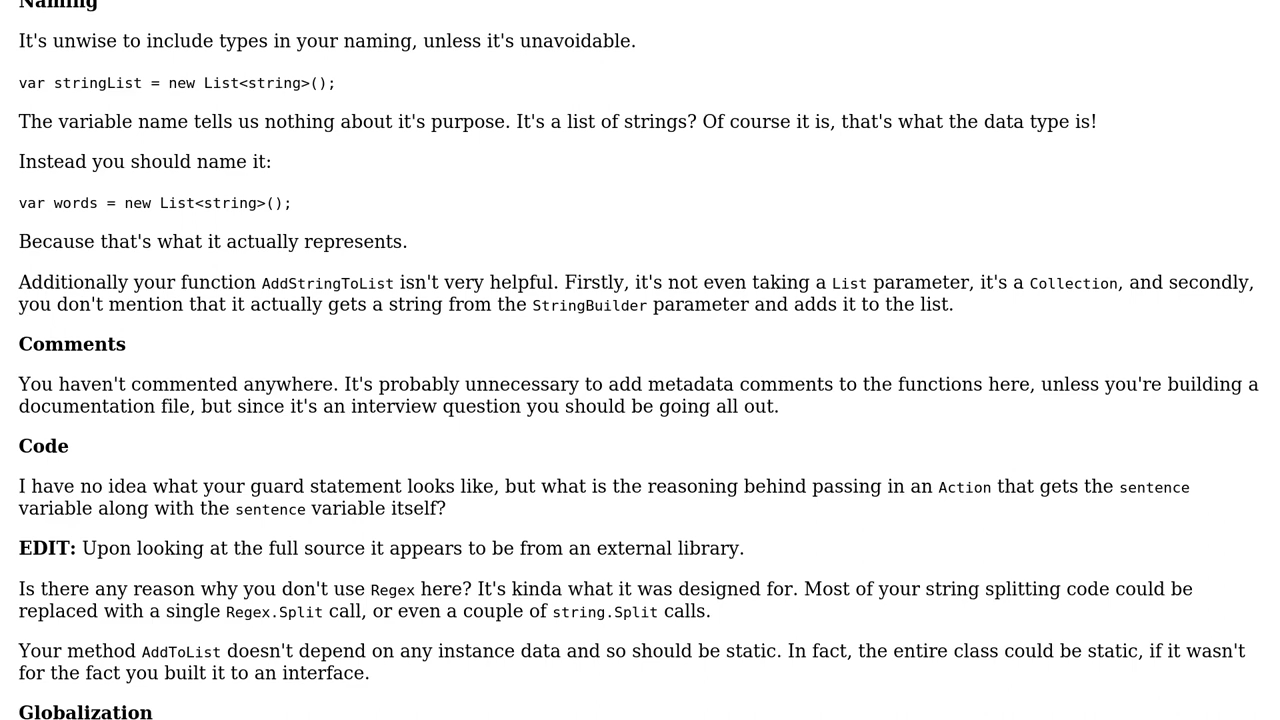 Naming
It's unwise to include types in your naming, unless it's unavoidable.
var stringList = new List<string>();
The variable name tells us nothing about it's purpose. It's a list of strings? Of course it is, that's what the data type is!
Instead you should name it:
var words = new List<string>();
Because that's what it actually represents.
Additionally your function AddStringToList isn't very helpful. Firstly, it's not even taking a List parameter, it's a Collection, and secondly,
you don't mention that it actually gets a string from the StringBuilder parameter and adds it to the list.
Comments
You haven't commented anywhere. It's probably unnecessary to add metadata comments to the functions here, unless you're building a
documentation file, but since it's an interview question you should be going all out.
Code
I have no idea what your guard statement looks like, but what is the reasoning behind passing in an Action that gets the sentence
variable along with the sentence variable itself?
EDIT: Upon looking at the full source it appears to be from an external library.
Is there any reason why you don't use Regex here? It's kinda what it was designed for. Most of your string splitting code could be
replaced with a single Regex.Split call, or even a couple of string.Split calls.
Your method AddToList doesn't depend on any instance data and so should be static. In fact, the entire class could be static, if it wasn't
for the fact you built it to an interface.
Globalization